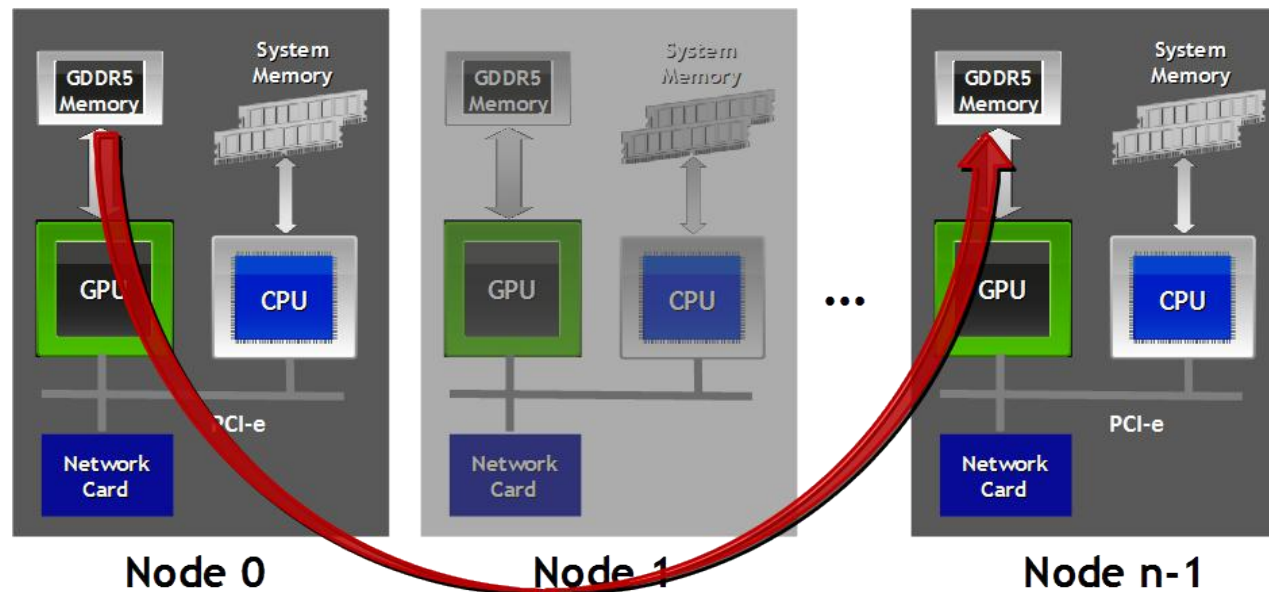 GDDR5
Memory
System
Memory
GPU
CPU
PCI-e
Network
Card
Node 0
GDDR5
Memory
System
Memory
GPU
CPU
Network
Card
Node 1
...
GDDR5
Memory
System
Memory
GPU
CPU
PCI-e
Network
Card
Node n-1